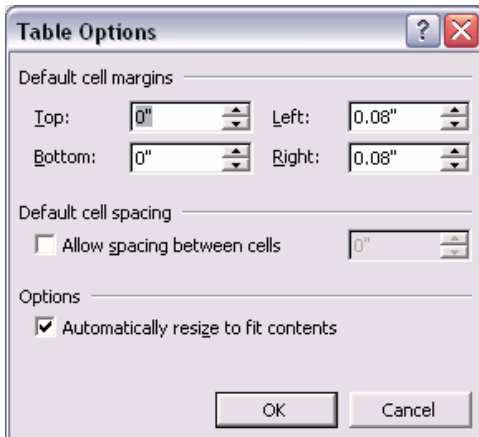 Table Options ?
Default cell margins
Top: 0" Left: 0.08"
Bottom: 0" Right: 0.08"
Default cell spacing
Allow spacing between cells 0"
Options
Automatically resize to fit contents
OK Cancel